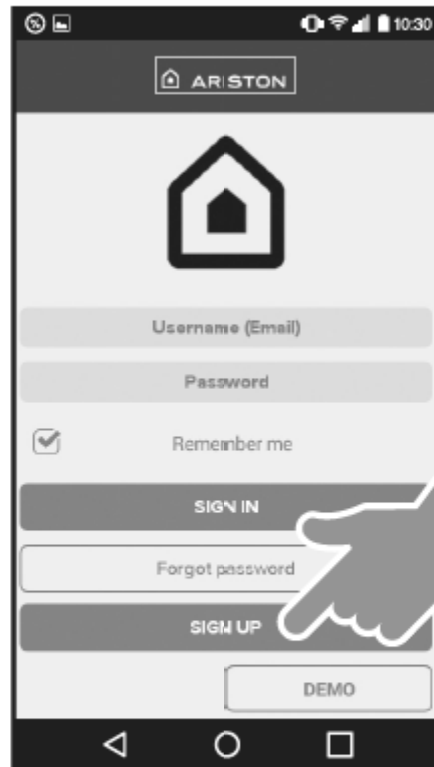 10:30
ARISTON
Username (Email)
Password
Remember me
SIGN IN
Forgot password
SIGN UP
DEMO